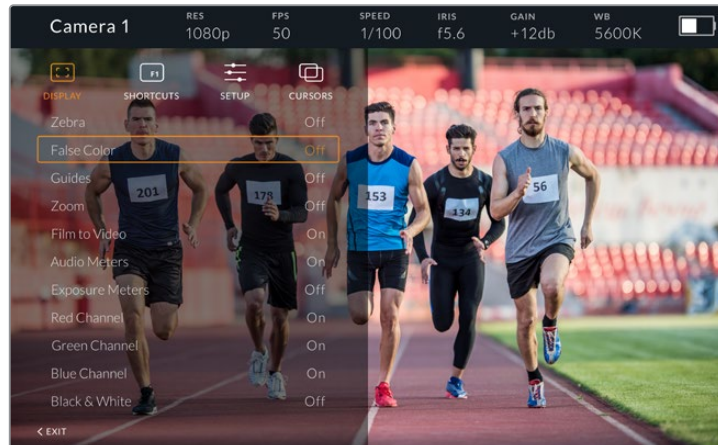 Camera 1
RES
1080p
FPS
50
SPEED
1/100
IRIS
f5.6
GAIN
+12db
WB
5600K
F1
DISPLAY
SHORTCUTS
SETUP
CURSORS
Zebra Off
False Color Off
Guides Off
Zoom Off
Film to Video On
Audio Meters On
Exposure Meters Off
Red Channel On
Green Channel On
Blue Channel On
Black & White Off
< EXIT
201
178
153
134
56